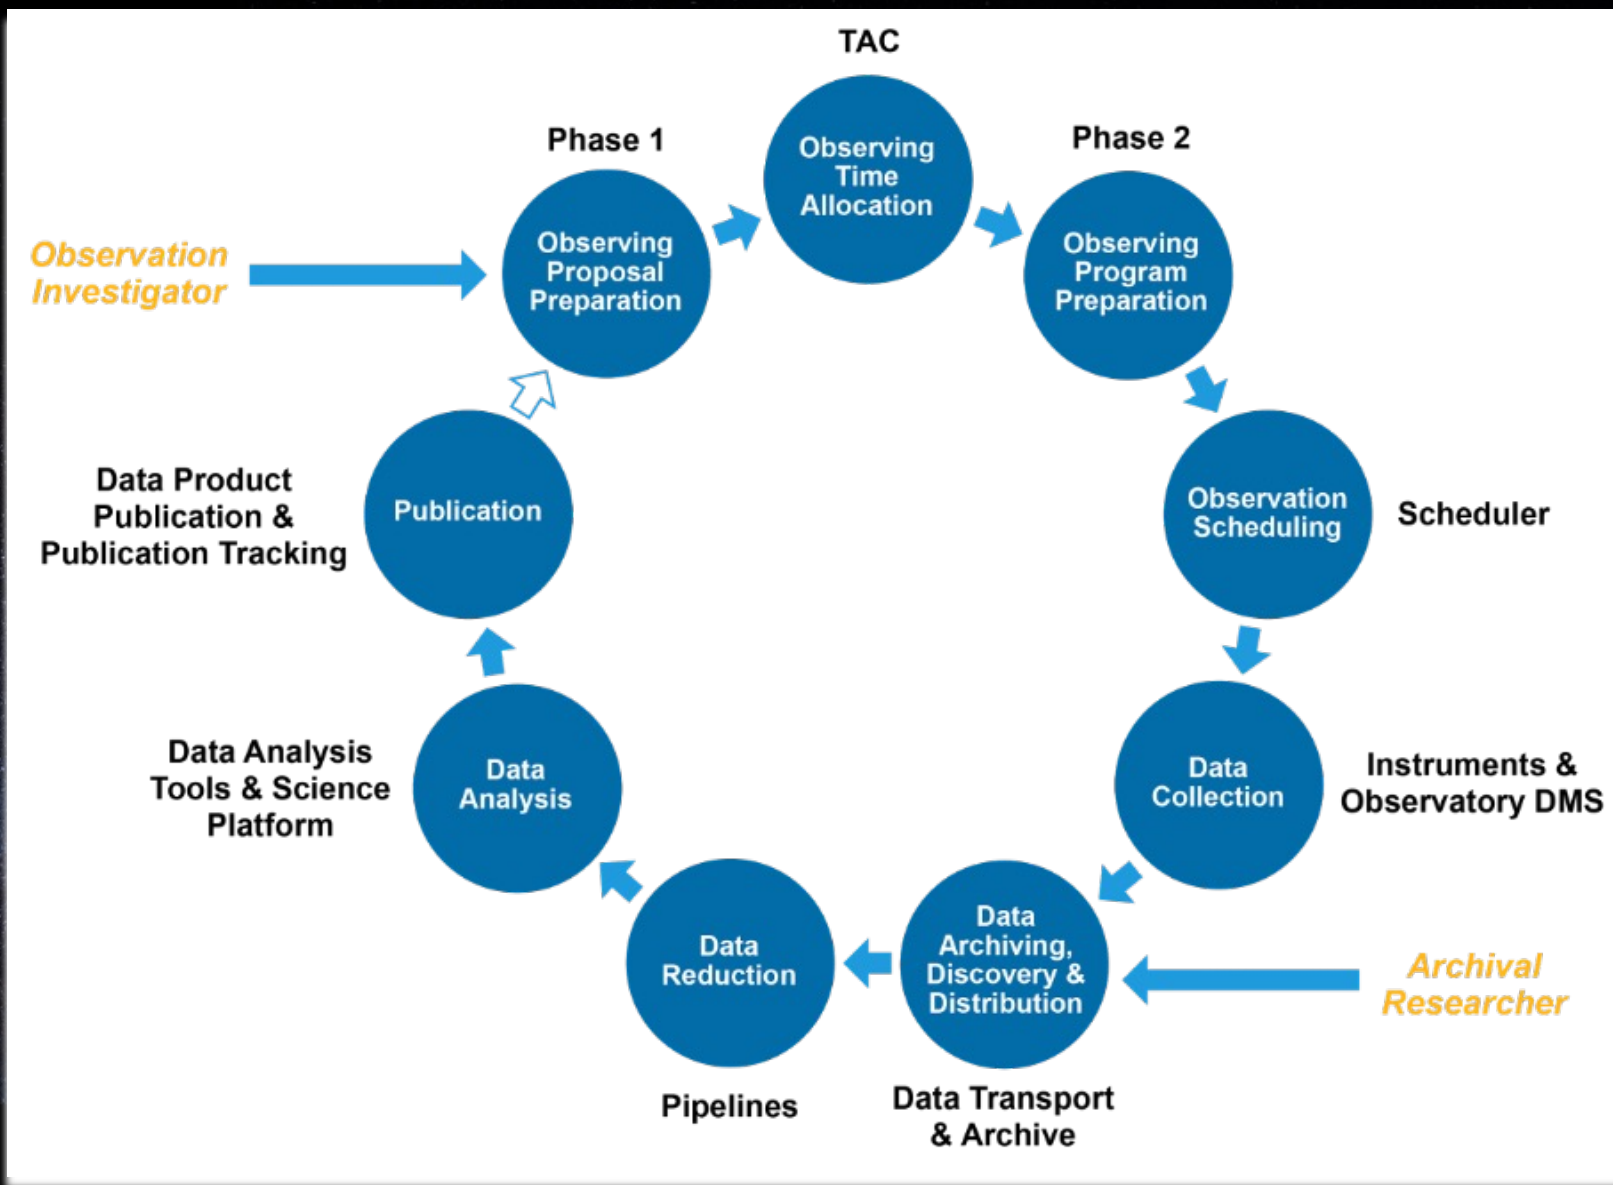 TAC
Observing
Time
Allocation
Phase 1
Observing
Proposal
Preparation
Phase 2
Observing
Program
Preparation
Observation
Investigator
Observation
Scheduling
Scheduler
Data
Collection
Instruments &
Observatory DMS
Data
Archiving,
Discovery &
Distribution
Data Transport
& Archive
Archival
Researcher
Data
Reduction
Pipelines
Data
Analysis
Data Analysis
Tools & Science
Platform
Publication
Data Product
Publication &
Publication Tracking